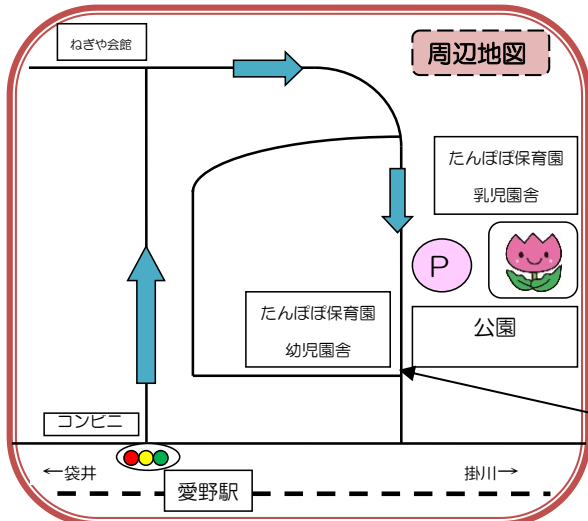 ねぎや会館
周辺地図
たんぽぽ保育園
乳児園舎
P
たんぽぽ保育園
幼児園舎
公園
コンビニ
←袋井
掛川→
愛野駅